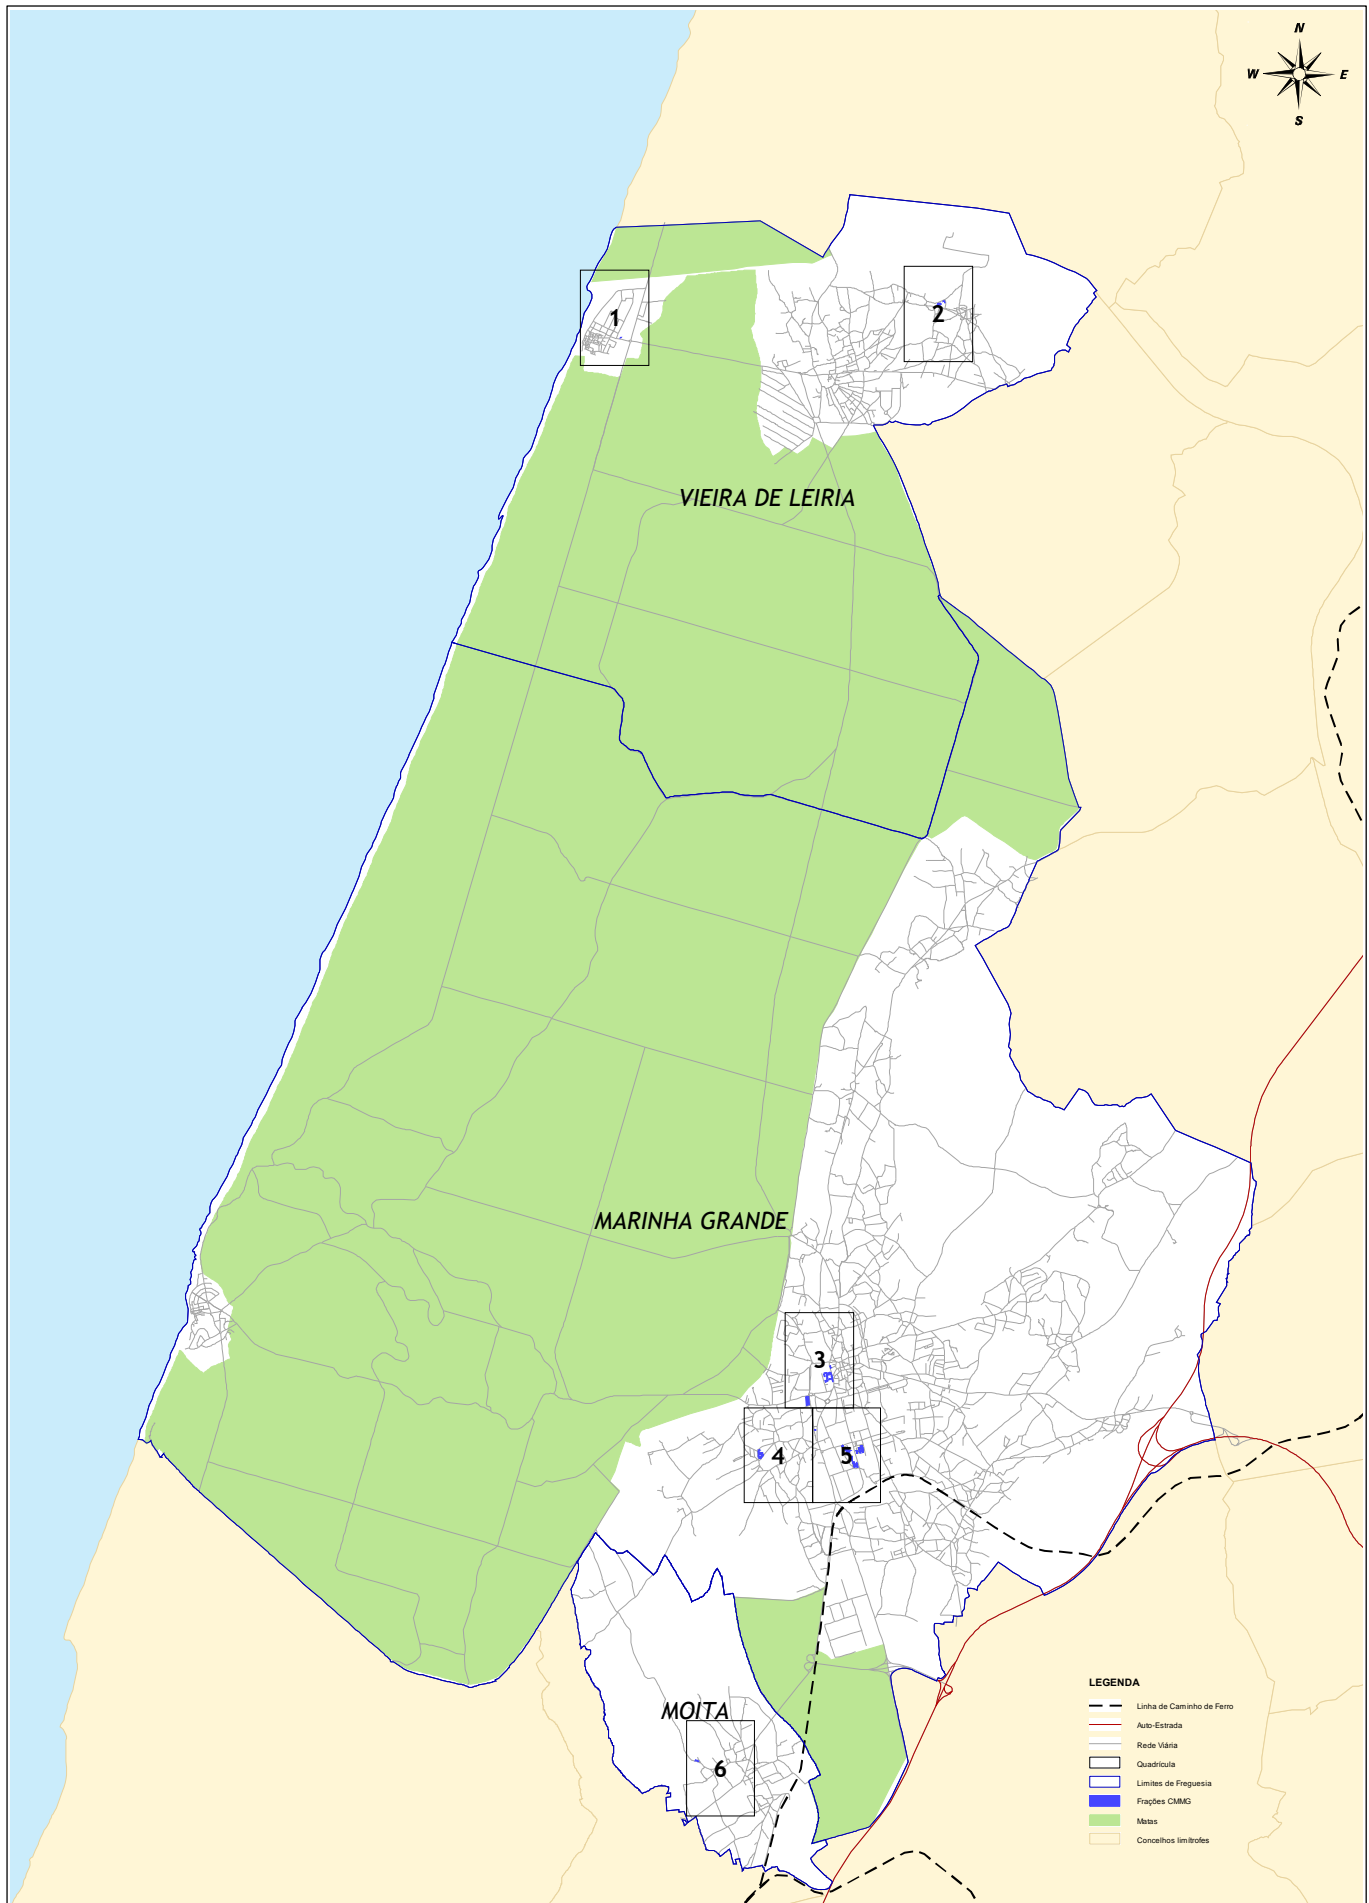 N
W
E
S
1
2
VIEIRA DE LEIRIA
MARINHA GRANDE
3
4
5
MOITA
6
LEGENDA
Linha de Caminho de Ferro
Auto-Estrada
Rede Viária
Quadrícula
Limites de Freguesia
Frações CMMG
Matas
Concelhos limítrofes